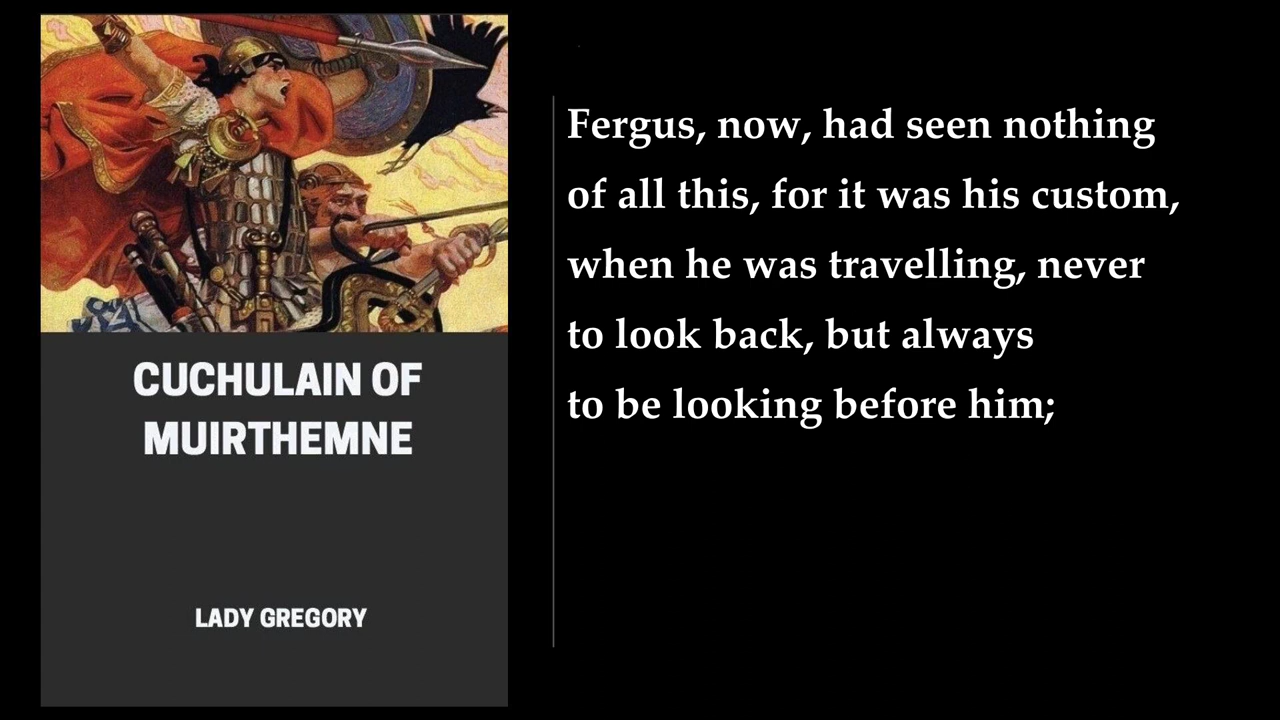 CUCHULAIN OF
MUIRTHEMNE
LADY GREGORY
Fergus, now, had seen nothing
of all this, for it was his custom,
when he was travelling, never
to look back, but always
to be looking before him;